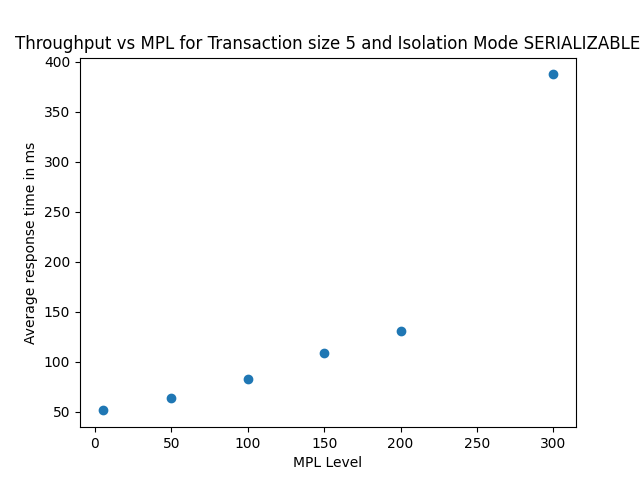 Throughput vs MPL for Transaction size 5 and Isolation Mode SERIALIZABLE
400
350
300
250
200
150
100
50
Average response time in ms
0 50 100 150 200 250 300
MPL Level